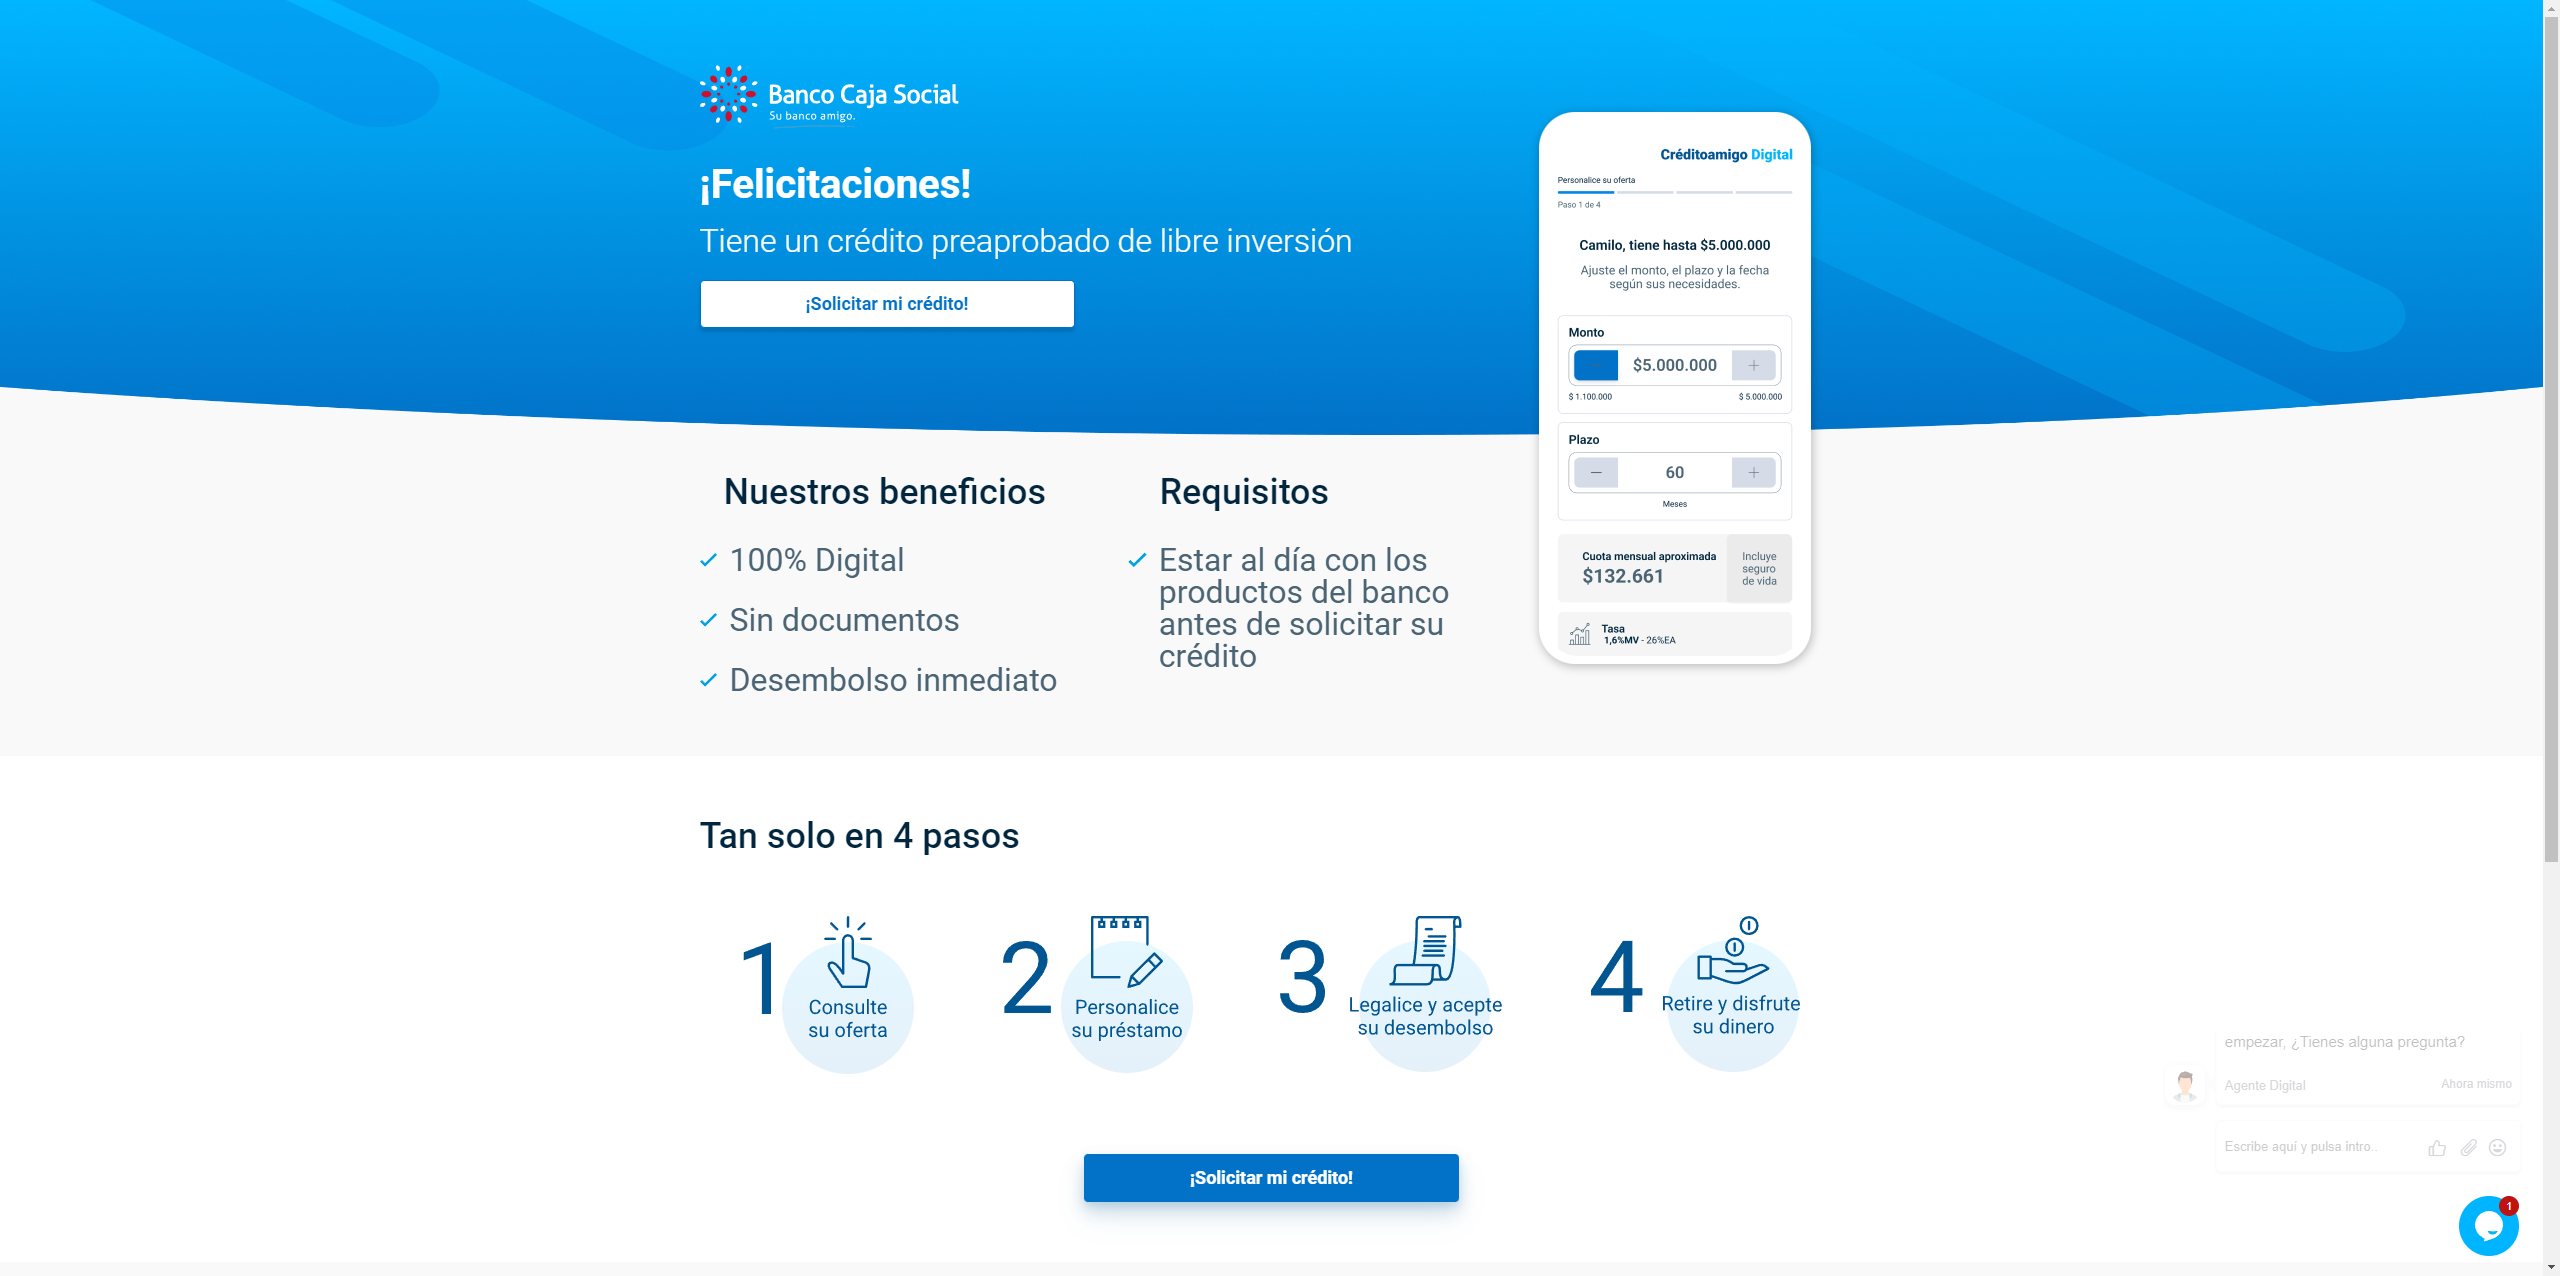 Banco Caja Social
Su banco amigo.
¡Felicitaciones!
Tiene un crédito preaprobado de libre inversión
¡Solicitar mi crédito!
Créditoamigo Digital
Personalice su oferta
Paso 1 de 4
Camilo, tiene hasta $5.000.000
Ajuste el monto, el plazo y la fecha
según sus necesidades.
Monto
$5.000.000 +
$ 1.100.000 $ 5.000.000
Plazo
− 60 +
Meses
Cuota mensual aproximada
$132.661
Incluye
seguro
de vida
Tasa
1,6%MV - 26%EA
Nuestros beneficios
100% Digital
Sin documentos
Desembolso inmediato
Requisitos
Estar al día con los
productos del banco
antes de solicitar su
crédito
Tan solo en 4 pasos
1
Consulte
su oferta
2
Personalice
su préstamo
3
Legalice y acepte
su desembolso
4
Retire y disfrute
su dinero
¡Solicitar mi crédito!
empezar, ¿Tienes alguna pregunta?
Agente Digital Ahora mismo
Escribe aquí y pulsa intro..
1